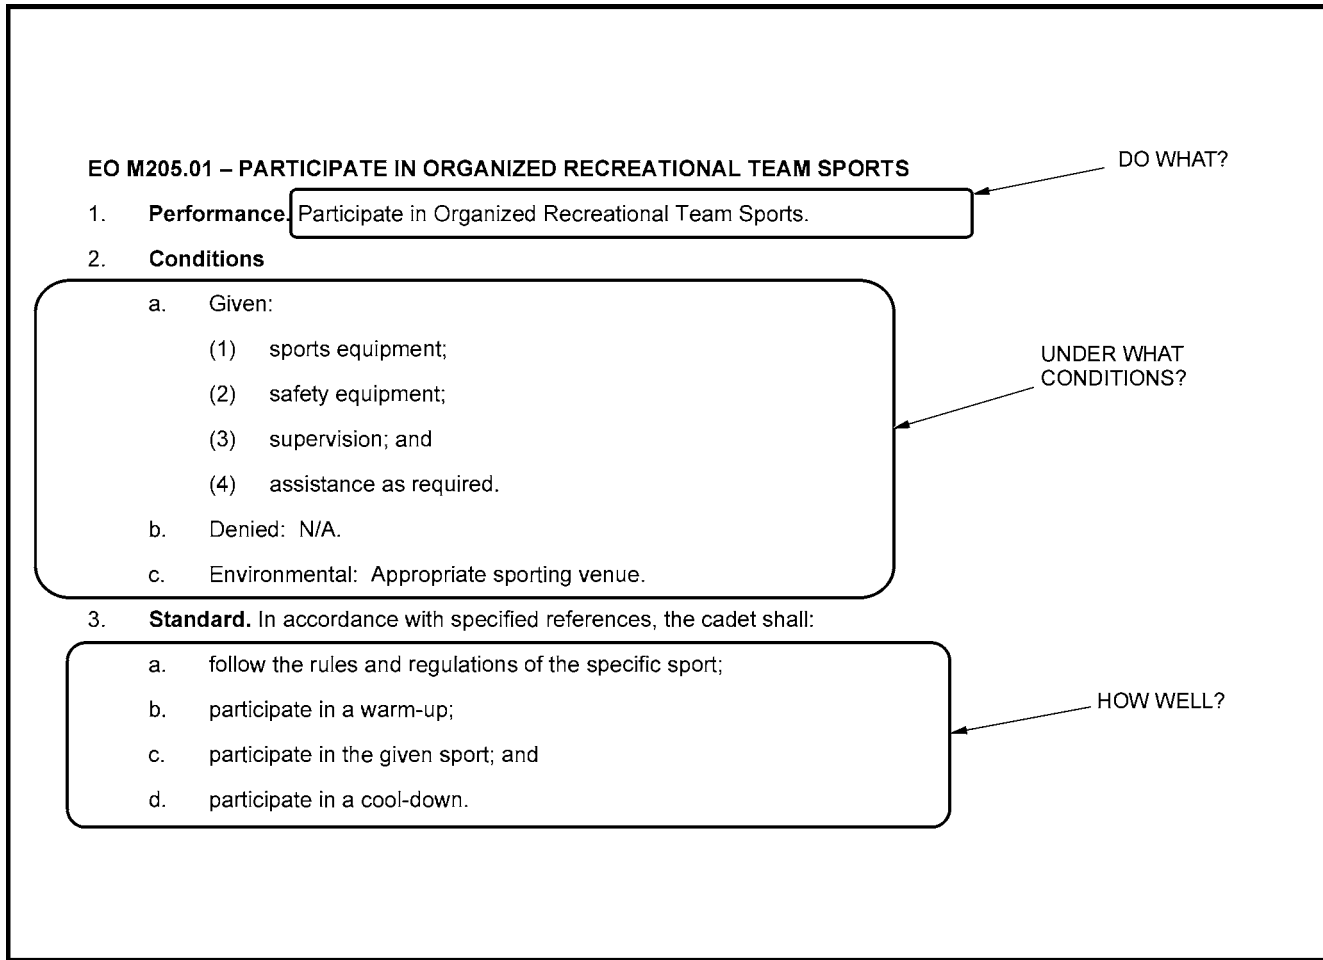 EO M205.01 – PARTICIPATE IN ORGANIZED RECREATIONAL TEAM SPORTS
DO WHAT?
1. Performance. Participate in Organized Recreational Team Sports.
2. Conditions
a. Given:
(1) sports equipment;
(2) safety equipment;
(3) supervision; and
(4) assistance as required.
b. Denied: N/A.
c. Environmental: Appropriate sporting venue.
UNDER WHAT
CONDITIONS?
3. Standard. In accordance with specified references, the cadet shall:
a. follow the rules and regulations of the specific sport;
b. participate in a warm-up;
c. participate in the given sport; and
d. participate in a cool-down.
HOW WELL?